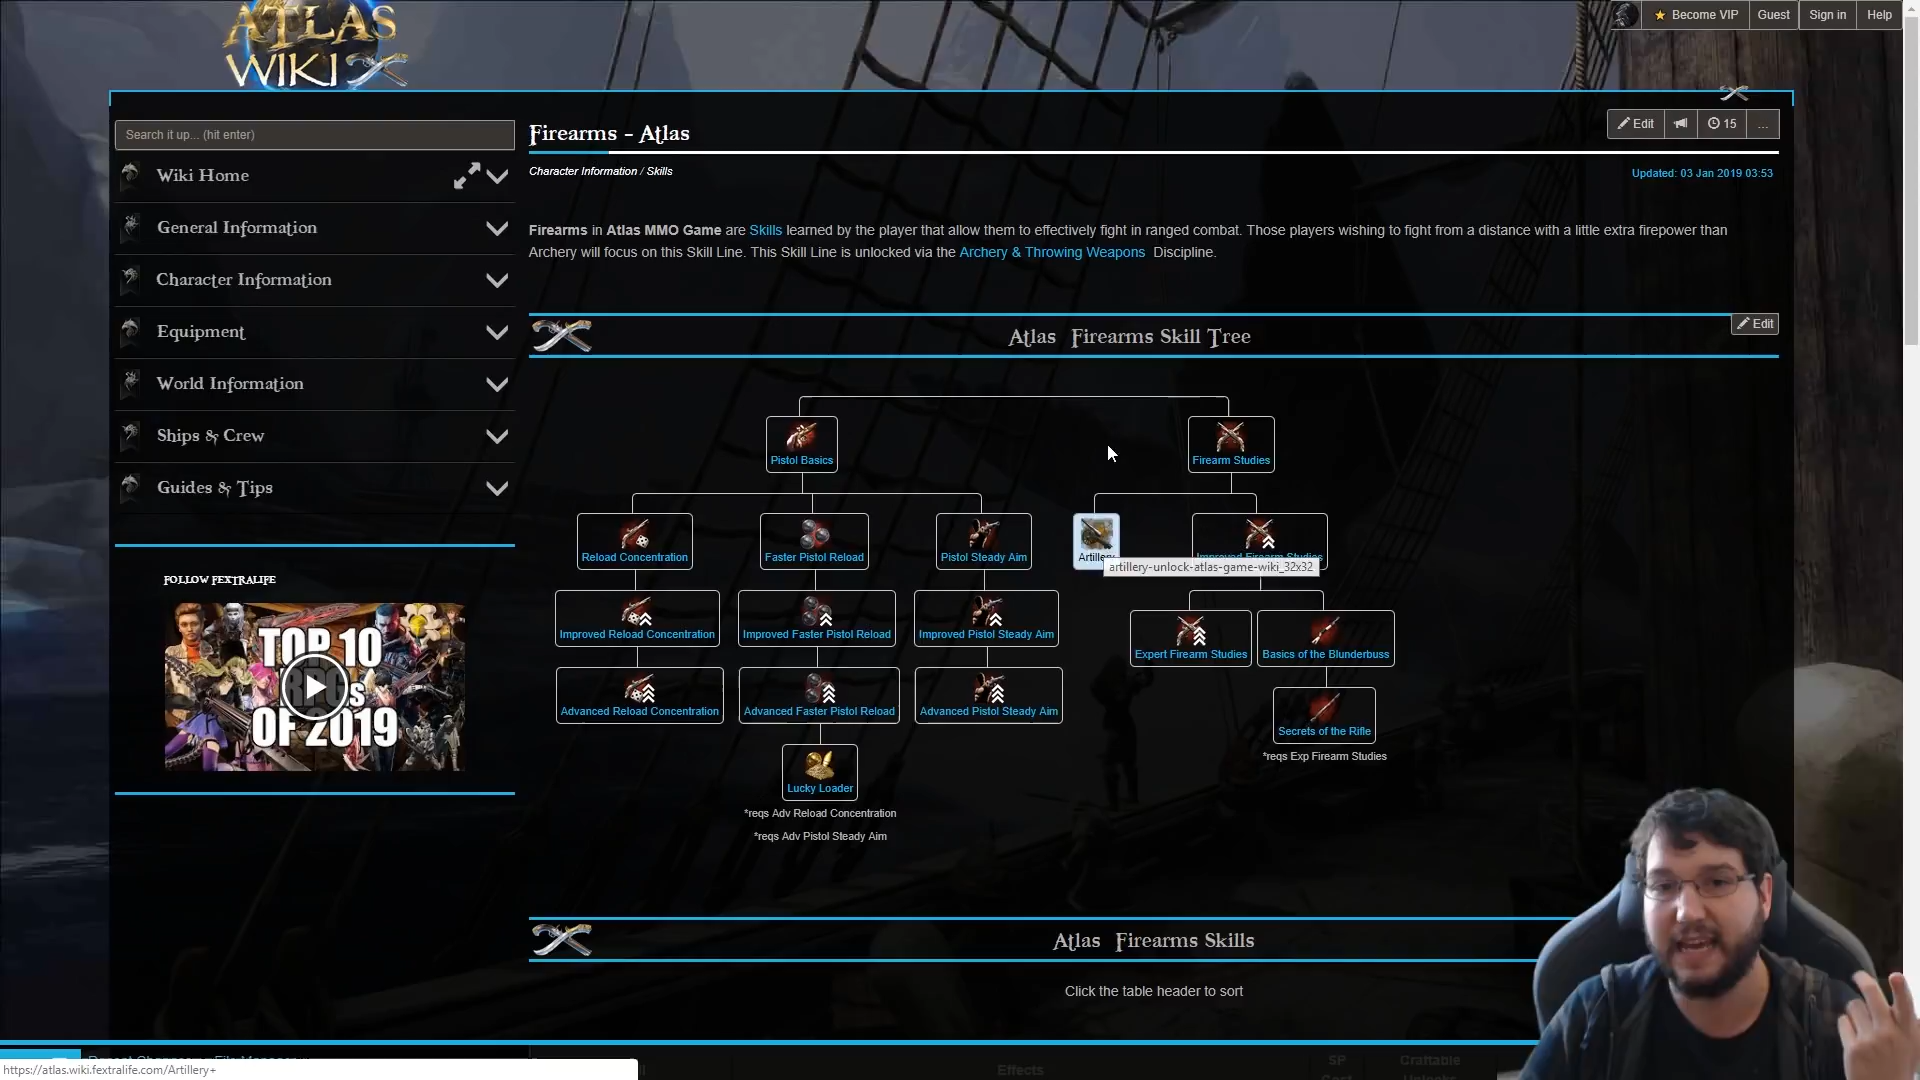 ATLAS
WIKI
Become VIP
Guest
Sign in
Help
Search it up... (hit enter)
Wiki Home
General Information
Character Information
Equipment
World Information
Ships & Crew
Guides & Tips
FOLLOW FEXTRALIFE
TOP 10
RPGs
OF 2019
Firearms - Atlas
Edit
15
...
Character Information / Skills
Updated: 03 Jan 2019 03:53
Firearms in Atlas MMO Game are Skills learned by the player that allow them to effectively fight in ranged combat. Those players wishing to fight from a distance with a little extra firepower than
Archery will focus on this Skill Line. This Skill Line is unlocked via the Archery & Throwing Weapons Discipline.
Edit
Atlas Firearms Skill Tree
Pistol Basics
Firearm Studies
Reload Concentration
Faster Pistol Reload
Pistol Steady Aim
Artillery
Improved Firearm Studies
artillery-unlock-atlas-game-wiki_32x32
Improved Reload Concentration
Improved Faster Pistol Reload
Improved Pistol Steady Aim
Expert Firearm Studies
Basics of the Blunderbuss
Advanced Reload Concentration
Advanced Faster Pistol Reload
Advanced Pistol Steady Aim
Secrets of the Rifle
*reqs Exp Firearm Studies
Lucky Loader
*reqs Adv Reload Concentration
*reqs Adv Pistol Steady Aim
Atlas Firearms Skills
Click the table header to sort
Effects
SP
Craftable
https://atlas.wiki.fextralife.com/Artillery+